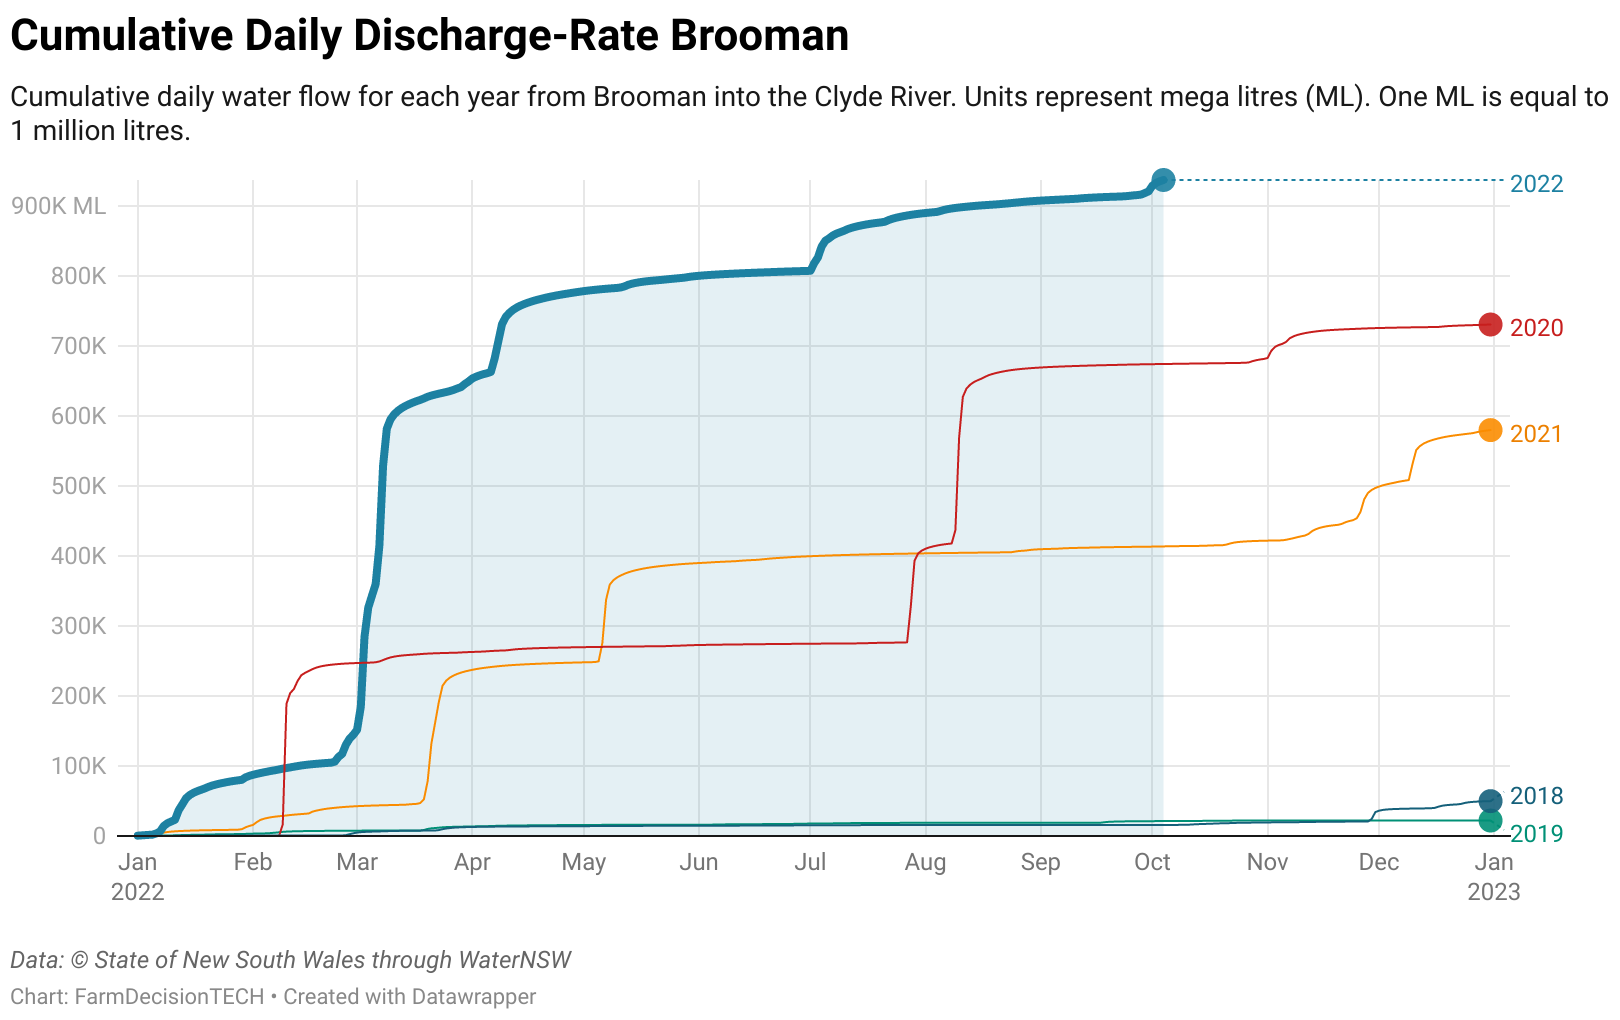 Cumulative Daily Discharge-Rate Brooman
Cumulative daily water flow for each year from Brooman into the Clyde River. Units represent mega litres (ML). One ML is equal to
1 million litres.
900K ML
800K
700K
600K
500K
400K
300K
200K
100K
0
2022
2020
2021
2018
2019
Jan Feb Mar Apr May Jun Jul Aug Sep Oct Nov Dec Jan
2022 2023
Data: © State of New South Wales through WaterNSW
Chart: FarmDecisionTECH • Created with Datawrapper